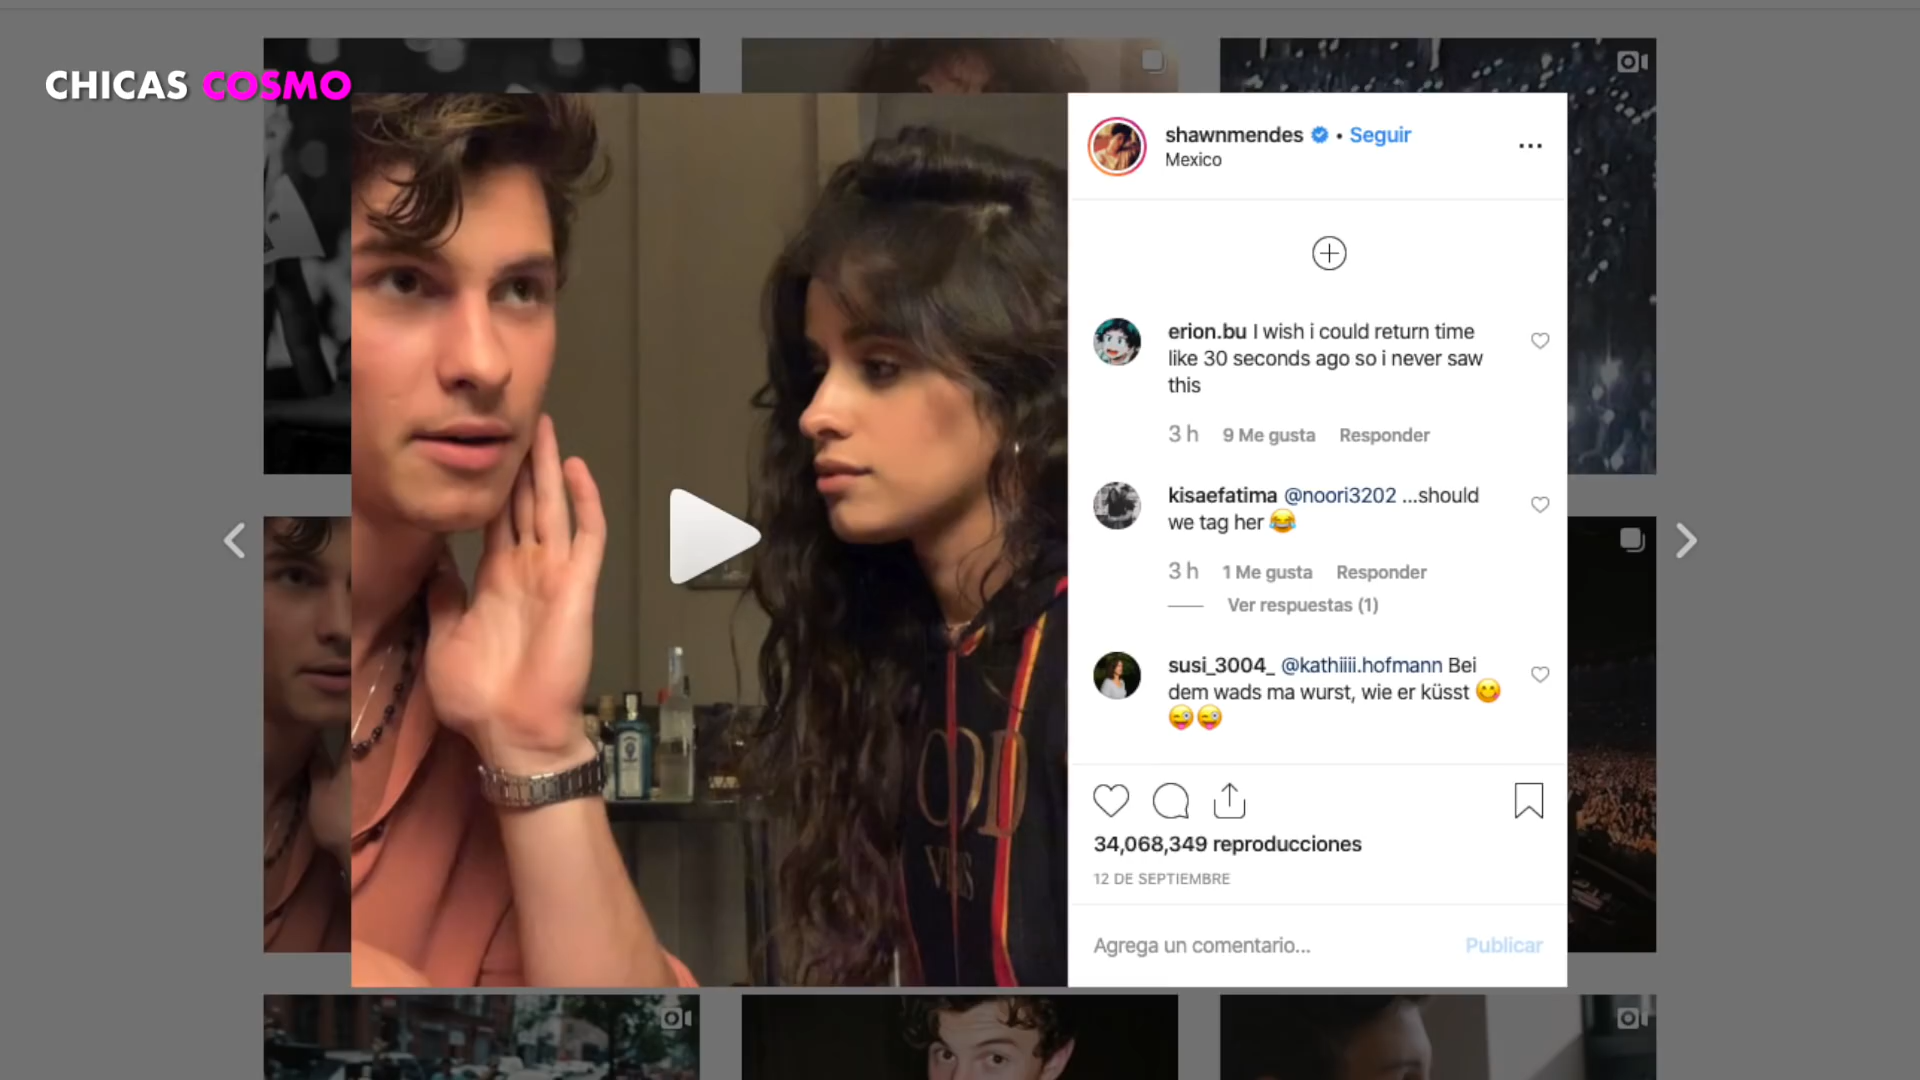 CHICAS COSMO
shawnmendes • Seguir
Mexico
erion.bu I wish i could return time
like 30 seconds ago so i never saw
this
3 h 9 Me gusta Responder
kisaefatima @noori3202 ...should
we tag her 😂
3 h 1 Me gusta Responder
Ver respuestas (1)
susi_3004_ @kathiiii.hofmann Bei
dem wads ma wurst, wie er küsst 😋
😜😜
34,068,349 reproducciones
12 DE SEPTIEMBRE
Agrega un comentario...
Publicar